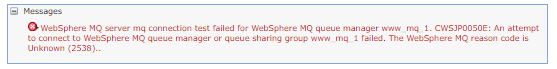 Messages
WebSphere MQ server mq connection test failed for WebSphere MQ queue manager www_mq_1. CWSJP0050E: An attempt
to connect to WebSphere MQ queue manager or queue sharing group www_mq_1 failed. The WebSphere MQ reason code is
Unknown (2538)..